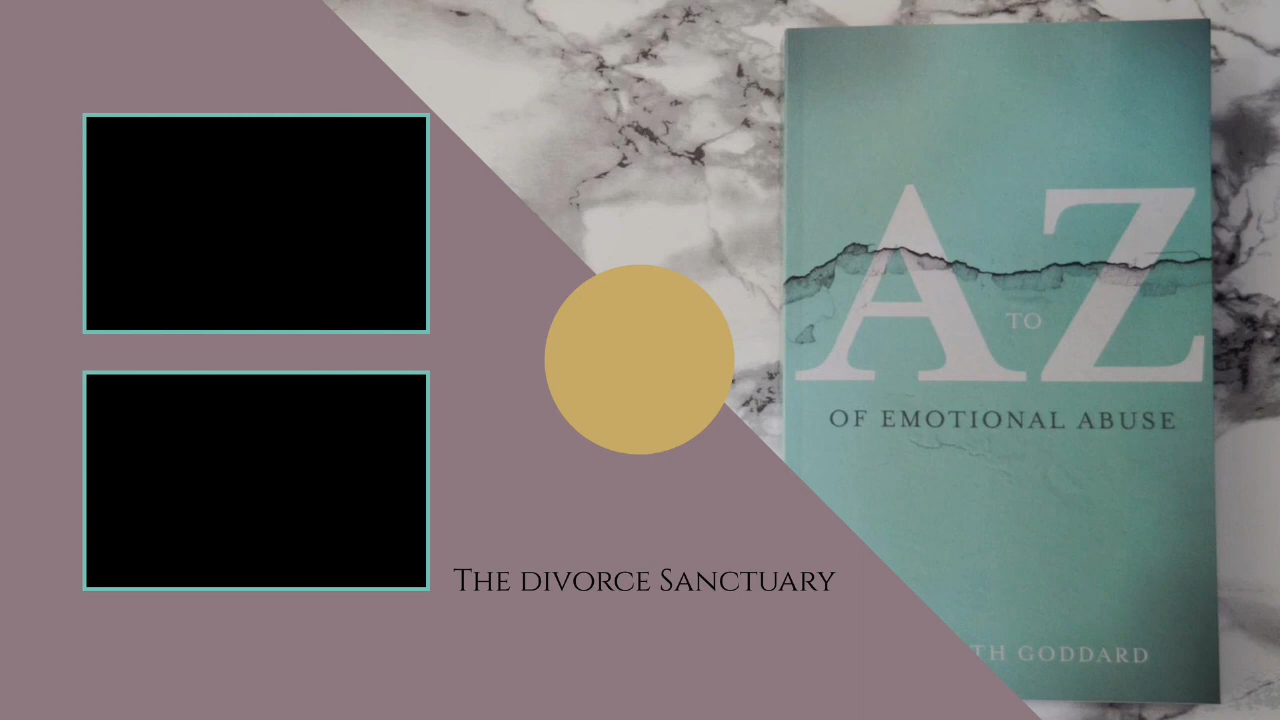 A TO Z
OF EMOTIONAL ABUSE
The divorce Sanctuary
GODDARD